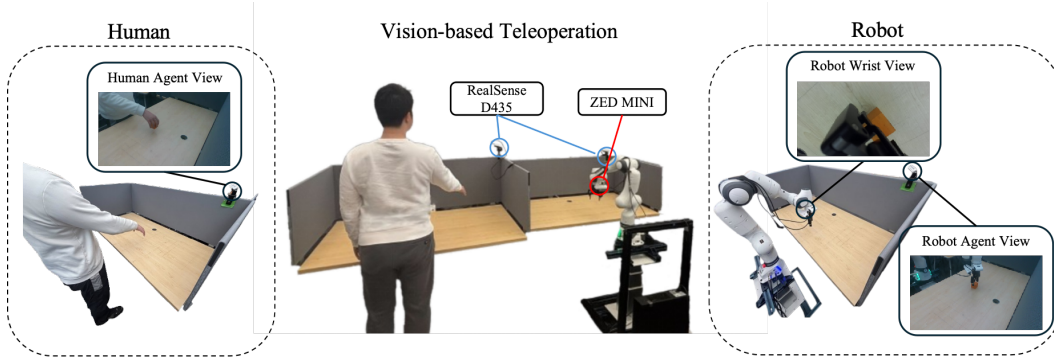 Human
Human Agent View
Vision-based Teleoperation
RealSense
D435
ZED MINI
Robot
Robot Wrist View
Robot Agent View